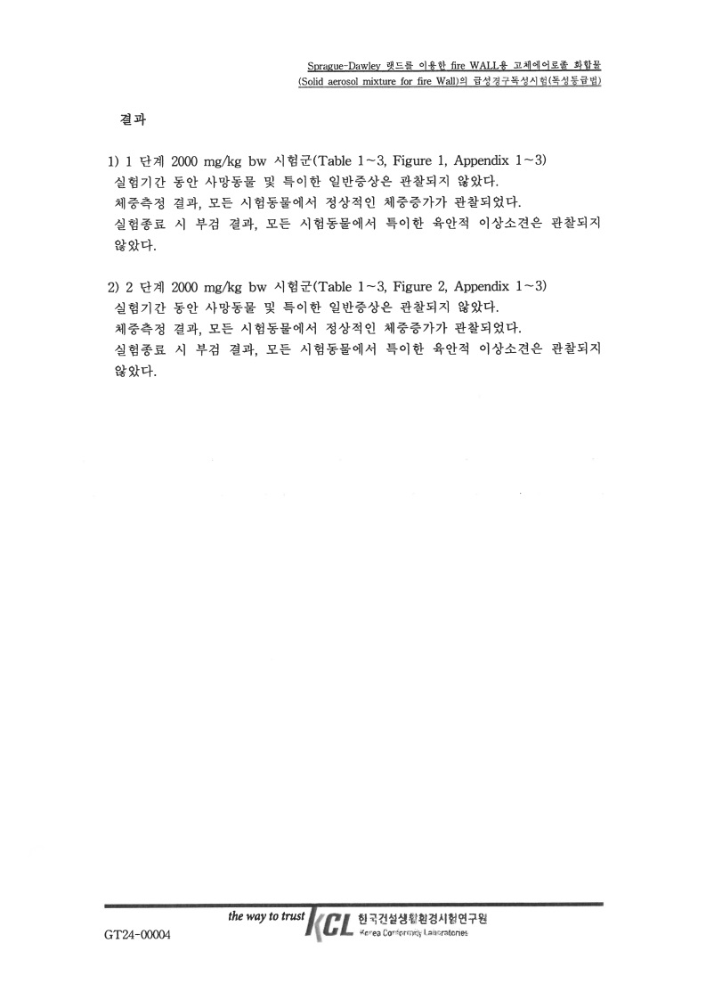 Sprague-Dawley 랫드를 이용한 fire WALL용 고체에어로졸 화합물
(Solid aerosol mixture for fire Wall)의 급성경구독성시험(독성등급법)
결과
1) 1 단계 2000 mg/kg bw 시험군(Table 1~3, Figure 1, Appendix 1~3)
실험기간 동안 사망동물 및 특이한 일반증상은 관찰되지 않았다.
체중측정 결과, 모든 시험동물에서 정상적인 체중증가가 관찰되었다.
실험종료 시 부검 결과, 모든 시험동물에서 특이한 육안적 이상소견은 관찰되지
않았다.
2) 2 단계 2000 mg/kg bw 시험군(Table 1~3, Figure 2, Appendix 1~3)
실험기간 동안 사망동물 및 특이한 일반증상은 관찰되지 않았다.
체중측정 결과, 모든 시험동물에서 정상적인 체중증가가 관찰되었다.
실험종료 시 부검 결과, 모든 시험동물에서 특이한 육안적 이상소견은 관찰되지
않았다.
the way to trust KCL 한국건설생활환경시험연구원
Korea Conformity Laboratories
GT24-00004